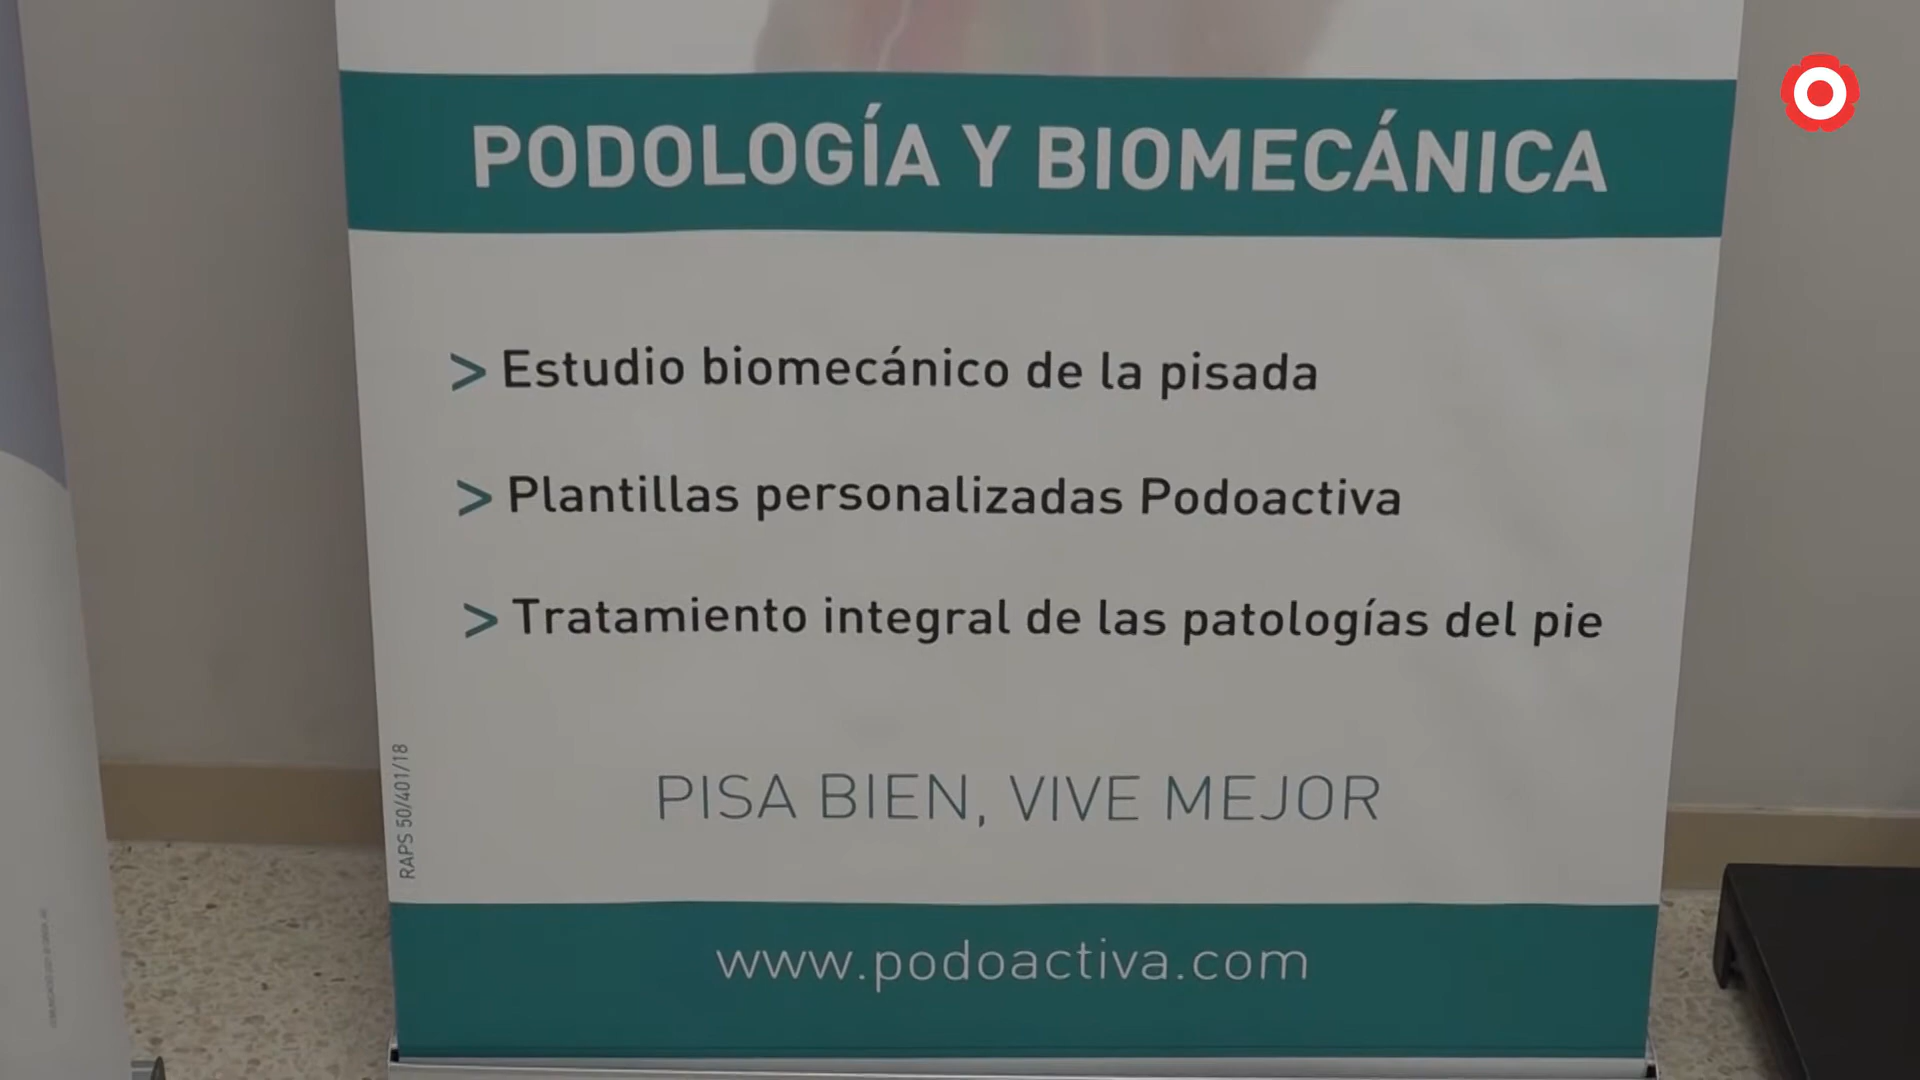 PODOLOGÍA Y BIOMECÁNICA
> Estudio biomecánico de la pisada
> Plantillas personalizadas Podoactiva
> Tratamiento integral de las patologías del pie
PISA BIEN, VIVE MEJOR
RAPS 50/401/18
www.podoactiva.com